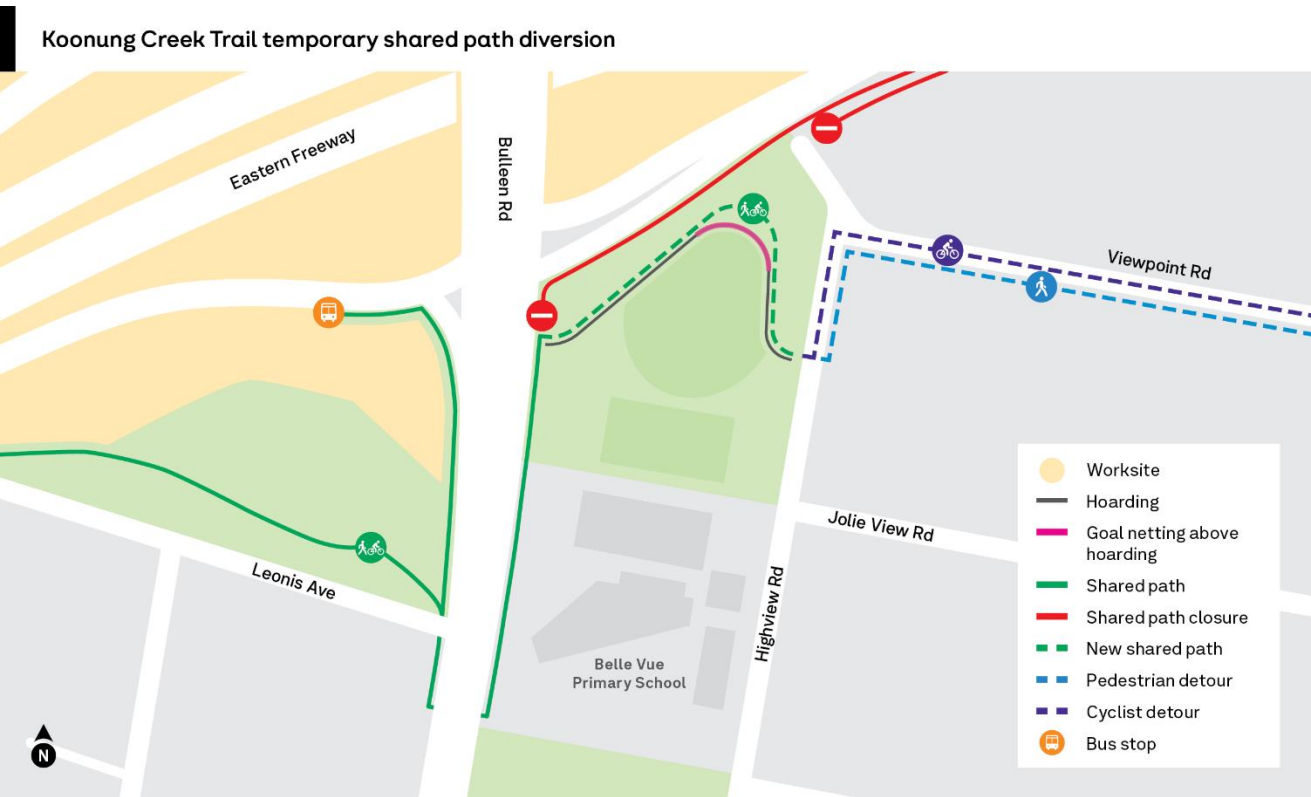 Koonung Creek Trail temporary shared path diversion
Eastern Freeway
Bulleen Rd
Viewpoint Rd
Jolie View Rd
Leonis Ave
Highview Rd
Belle Vue
Primary School
N
Worksite
Hoarding
Goal netting above
hoarding
Shared path
Shared path closure
New shared path
Pedestrian detour
Cyclist detour
Bus stop